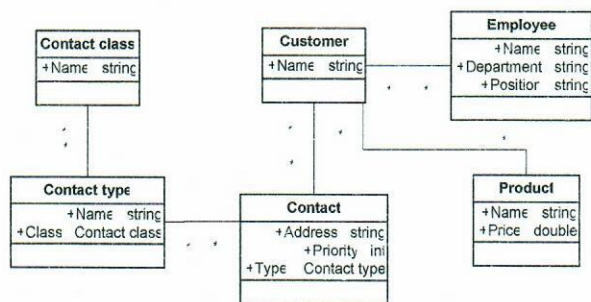 Contact class
+Name string
Customer
+Name string
Employee
+Name string
+Department string
+Position string
Contact type
+Name string
+Class Contact class
Contact
+Address string
+Priority int
+Type Contact type
Product
+Name string
+Price double